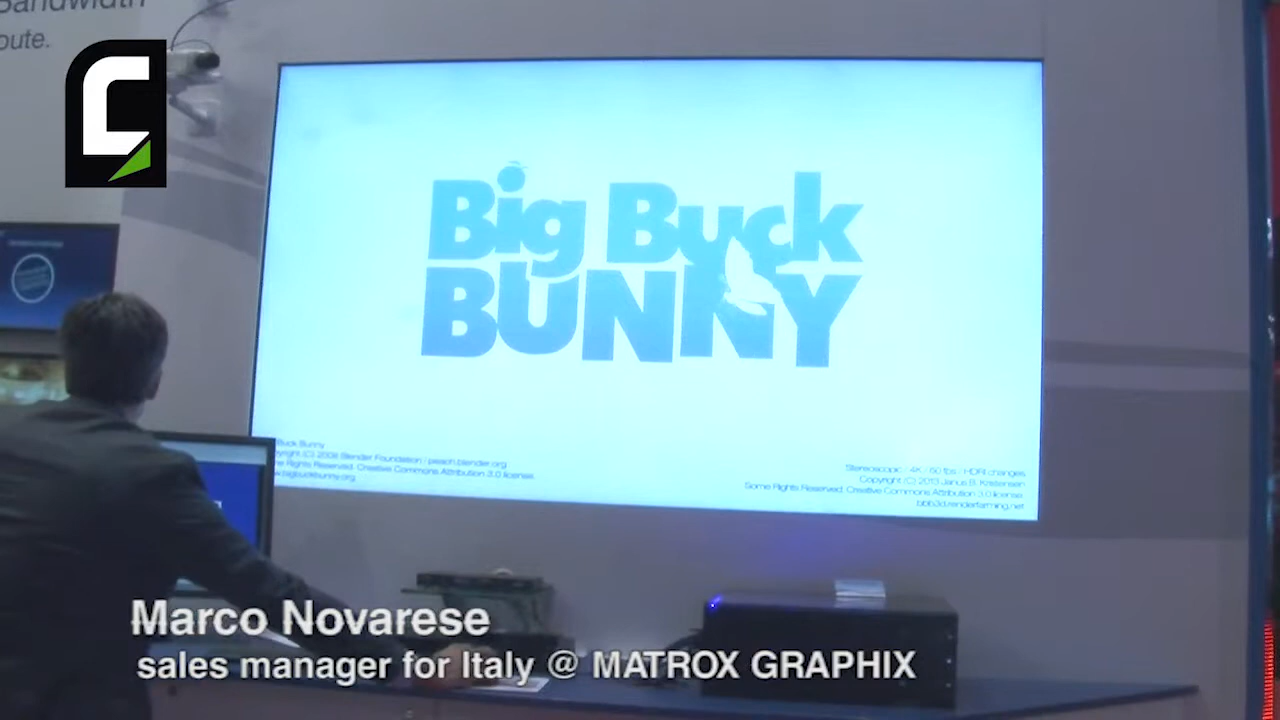 Bandwidth
oute.
Big Buck
BUNNY
Buck Bunny
Copyright (C) 2008 Blender Foundation | peach.blender.org
Some Rights Reserved. Creative Commons Attribution 3.0 license.
www.bigbuckbunny.org
Stereoscopic - 4K - 60 fps - HDRI changes
Copyright (C) 2013 Janus B. Kristensen
Some Rights Reserved. Creative Commons Attribution 3.0 license.
bbb3d.renderfarming.net
Marco Novarese
sales manager for Italy @ MATROX GRAPHIX